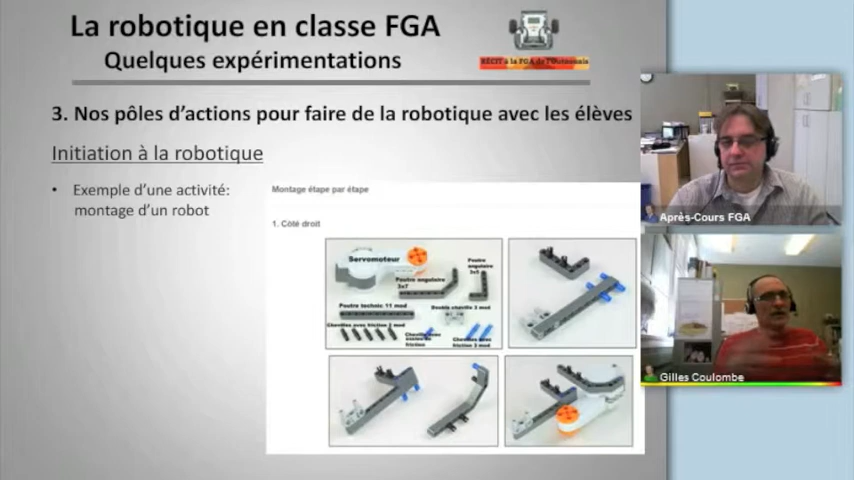 La robotique en classe FGA
Quelques expérimentations
RÉCIT à la FGA de l'Outaouais
3. Nos pôles d'actions pour faire de la robotique avec les élèves
Initiation à la robotique
• Exemple d'une activité:
montage d'un robot
Montage étape par étape
1. Côté droit
Servomoteur
Poutre angulaire 3x7
Poutre angulaire 3x5
Poutre technic 11 mod
Double cheville 3 mod
Chevilles avec friction 2 mod
Chevilles avec friction 3 mod
Après-Cours FGA
Gilles Coulombe